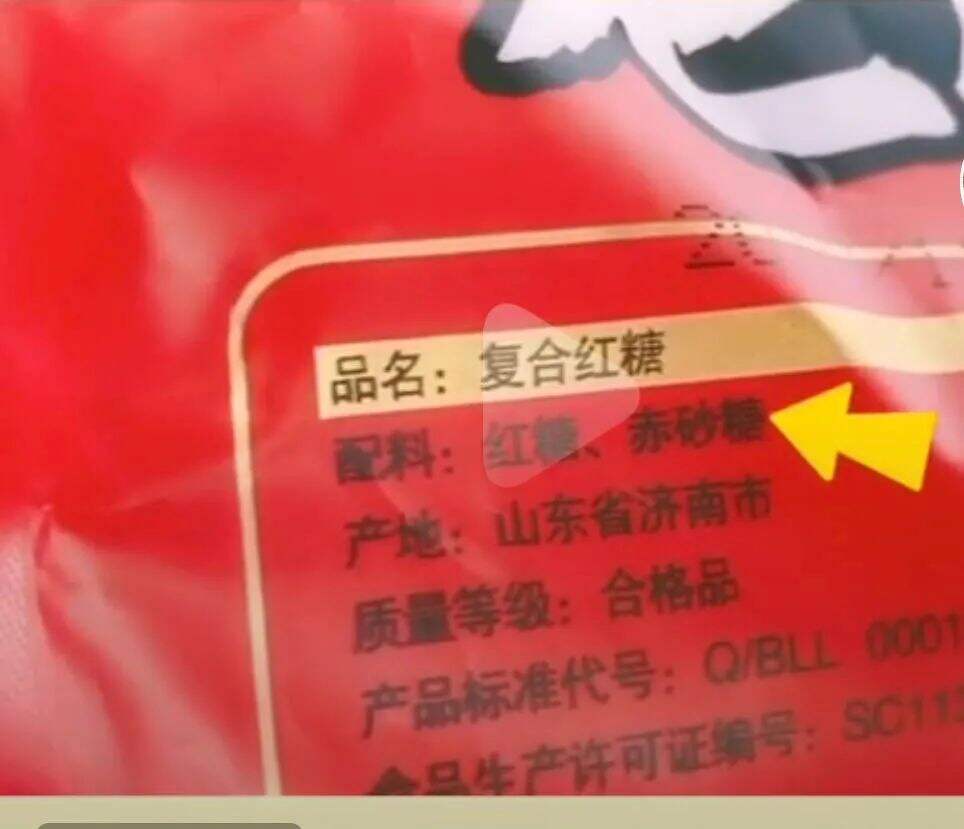 品名：复合红糖
配料：红糖、赤砂糖
产地：山东省济南市
质量等级：合格品
产品标准代号：Q/BLL 0001
食品生产许可证编号：SC11